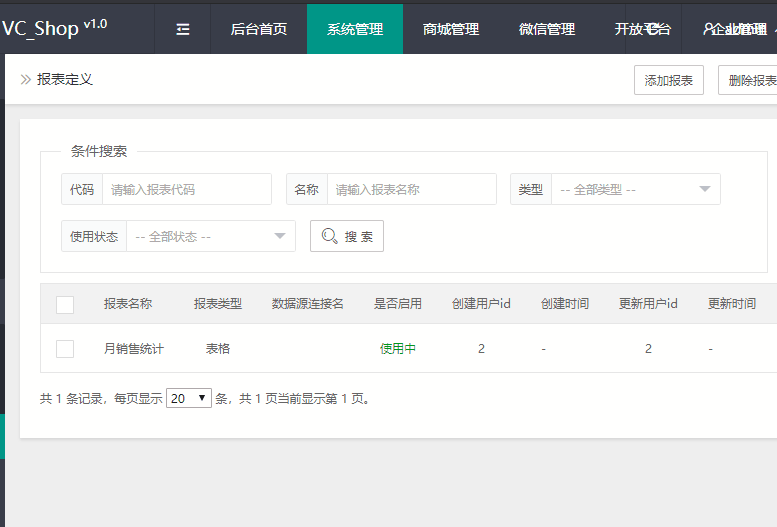 VC_Shop v1.0 后台首页 系统管理 商城管理 微信管理 开放平台 企业管理
报表定义 添加报表 删除报表
条件搜索
代码 请输入报表代码 名称 请输入报表名称 类型 -- 全部类型 --
使用状态 -- 全部状态 -- 搜 索
报表名称 报表类型 数据源连接名 是否启用 创建用户id 创建时间 更新用户id 更新时间
月销售统计 表格 使用中 2 - 2 -
共 1 条记录，每页显示 20 条，共 1 页当前显示第 1 页。